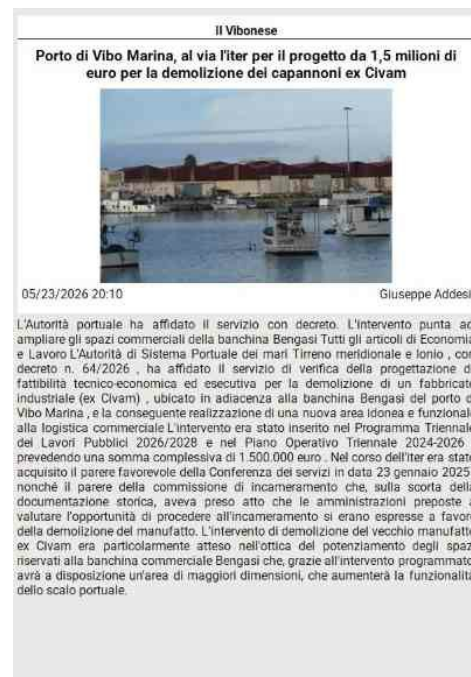 Il Vibonese
Porto di Vibo Marina, al via l'iter per il progetto da 1,5 milioni di
euro per la demolizione dei capannoni ex Civam
05/23/2026 20:10
Giuseppe Addesi
L'Autorità portuale ha affidato il servizio con decreto. L'intervento punta ad
ampliare gli spazi commerciali della banchina Bengasi Tutti gli articoli di Economia
e Lavoro L'Autorità di Sistema Portuale dei mari Tirreno meridionale e Ionio , con
decreto n. 64/2026 , ha affidato il servizio di verifica della progettazione di
fattibilità tecnico-economica ed esecutiva per la demolizione di un fabbricato
industriale (ex Civam) , ubicato in adiacenza alla banchina Bengasi del porto di
Vibo Marina , e la conseguente realizzazione di una nuova area idonea e funzionale
alla logistica commerciale L'intervento era stato inserito nel Programma Triennale
dei Lavori Pubblici 2026/2028 e nel Piano Operativo Triennale 2024-2026 ,
prevedendo una somma complessiva di 1.500.000 euro . Nel corso dell'iter era stato
acquisito il parere favorevole della Conferenza dei servizi in data 23 gennaio 2025
nonché il parere della commissione di incameramento che, sulla scorta della
documentazione storica, aveva preso atto che le amministrazioni preposte a
valutare l'opportunità di procedere all'incameramento si erano espresse a favore
della demolizione del manufatto. L'intervento di demolizione del vecchio manufatto
ex Civam era particolarmente atteso nell'ottica del potenziamento degli spazi
riservati alla banchina commerciale Bengasi che, grazie all'intervento programmato
avrà a disposizione un'area di maggiori dimensioni, che aumenterà la funzionalità
dello scalo portuale.